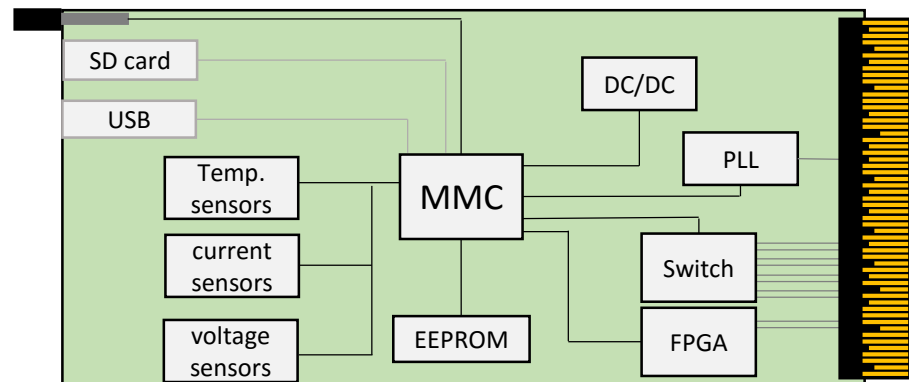 SD card
DC/DC
USB
PLL
Temp.
sensors
MMC
current
sensors
Switch
voltage
sensors
EEPROM
FPGA